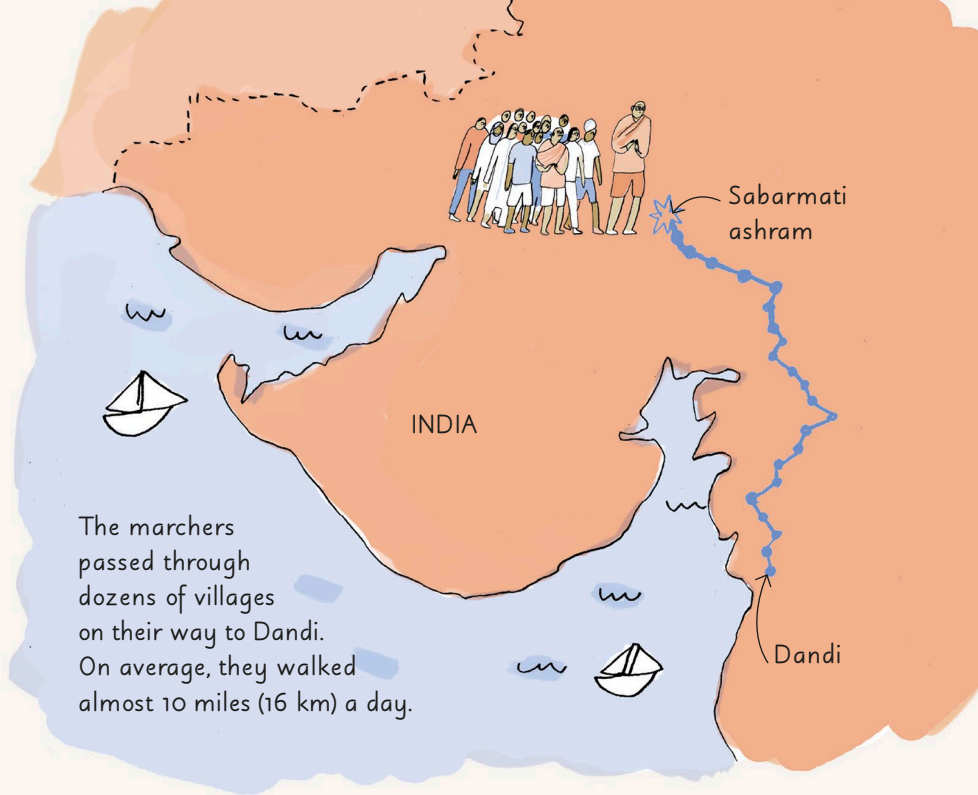 Sabarmati
ashram
INDIA
The marchers
passed through
dozens of villages
on their way to Dandi.
On average, they walked
almost 10 miles (16 km) a day.
Dandi